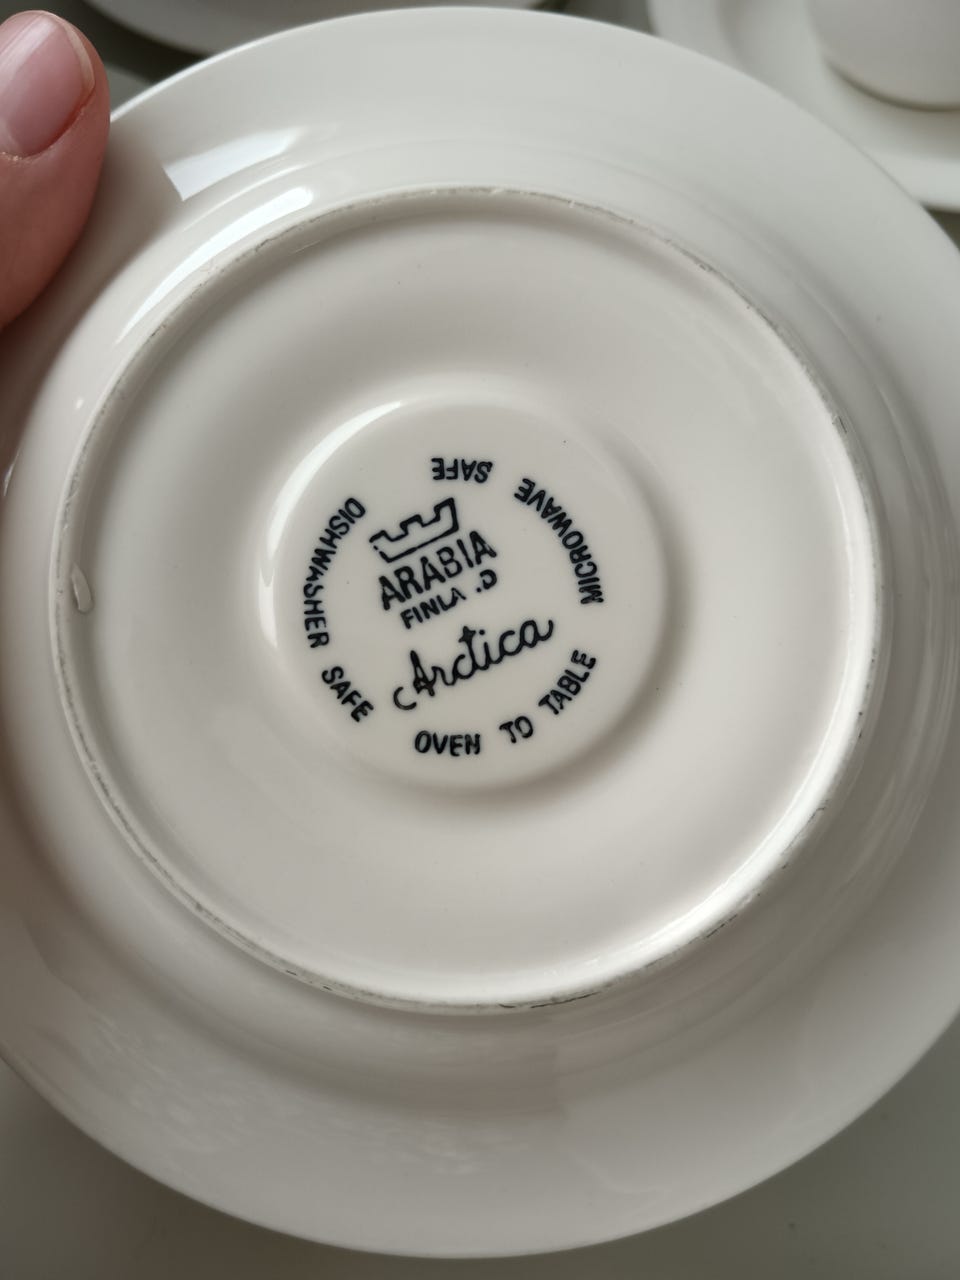 ARABIA
FINLA .D
Arctica
DISHWASHER SAFE
OVEN TO TABLE
MICROWAVE SAFE